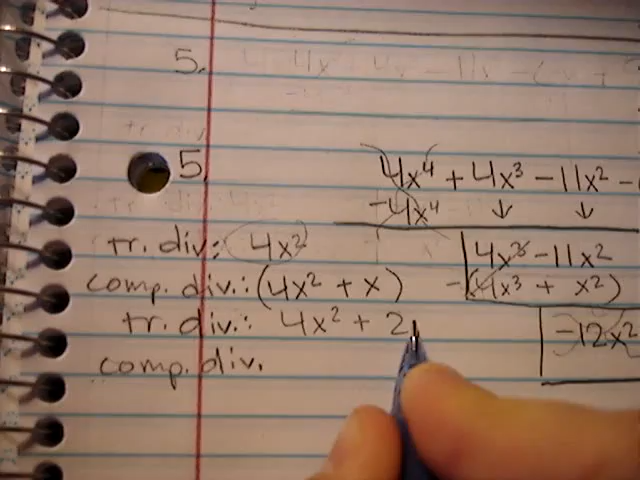 5.
5. 4x⁴ + 4x³ - 11x² -
-4x⁴ ↓ ↓
tr. div: 4x² 4x³ - 11x²
comp. div.: (4x² + x) -(4x³ + x²)
tr. div.: 4x² + 2 -12x²
comp. div.